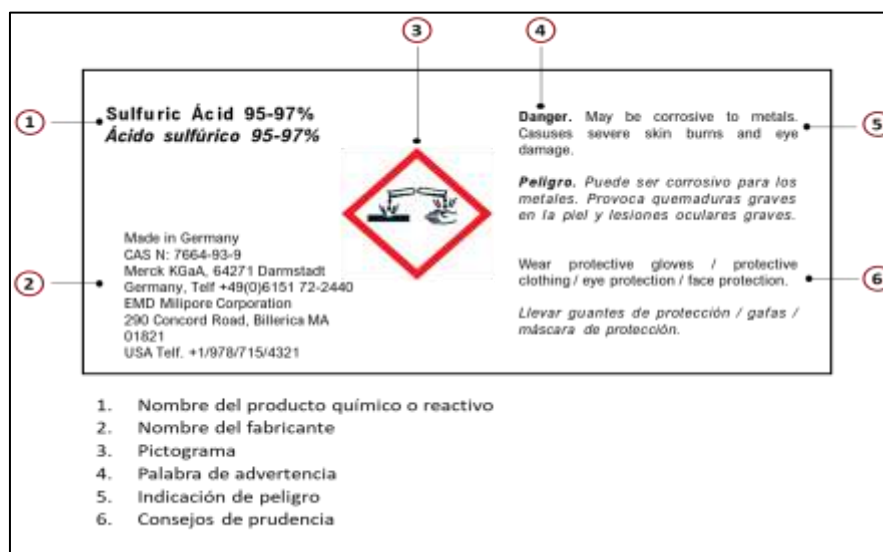 3
4
1
Sulfuric Ácid 95-97%
Ácido sulfúrico 95-97%
Danger. May be corrosive to metals.
Casuses severe skin burns and eye
damage.
5
Peligro. Puede ser corrosivo para los
metales. Provoca quemaduras graves
en la piel y lesiones oculares graves.
2
Made in Germany
CAS N: 7664-93-9
Merck KGaA, 64271 Darmstadt
Germany, Telf +49(0)6151 72-2440
EMD Milipore Corporation
290 Concord Road, Billerica MA
01821
USA Telf. +1/978/715/4321
Wear protective gloves / protective
clothing / eye protection / face protection.
6
Llevar guantes de protección / gafas /
máscara de protección.
1. Nombre del producto químico o reactivo
2. Nombre del fabricante
3. Pictograma
4. Palabra de advertencia
5. Indicación de peligro
6. Consejos de prudencia